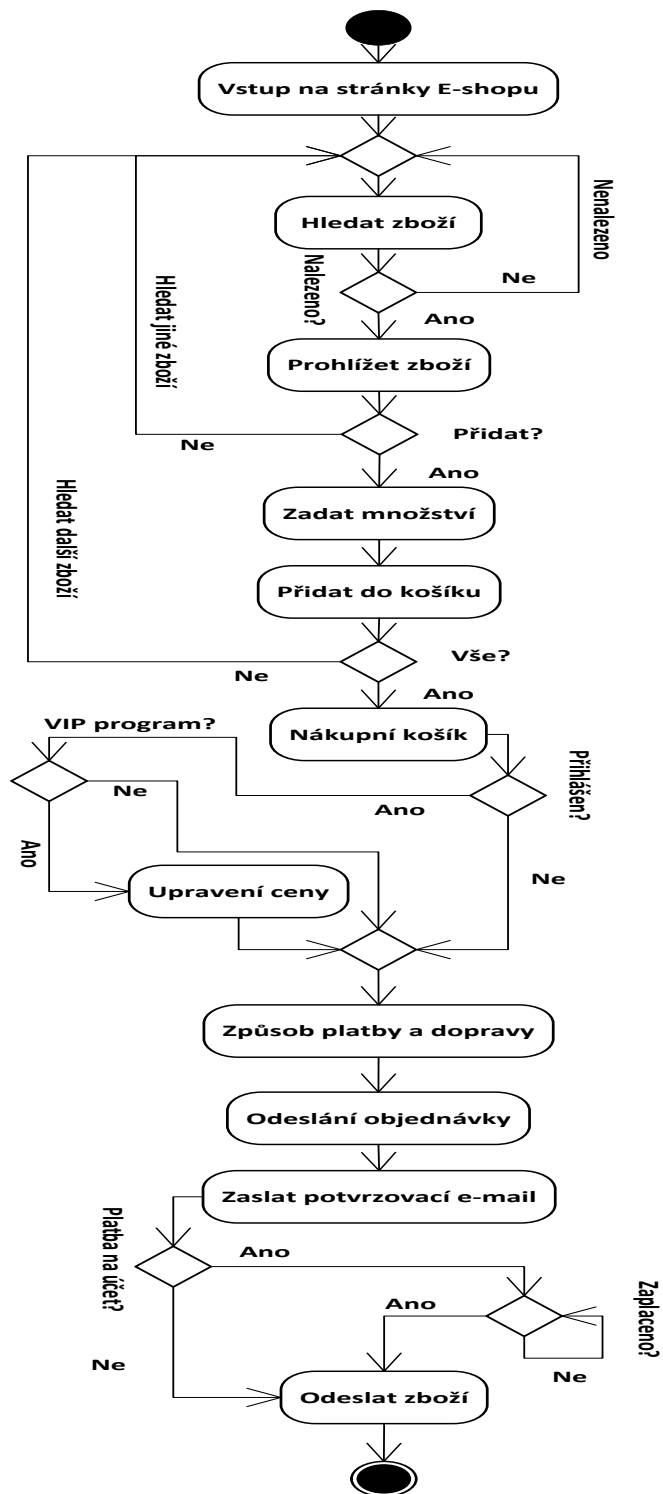 Vstup na stránky E-shopu
Nenalezeno
Hledat zboží
Nalezeno?
Ne
Hledat jiné zboží
Ano
Prohlížet zboží
Přidat?
Ne
Ano
Hledat další zboží
Zadat množství
Přidat do košíku
Vše?
Ne
Ano
VIP program?
Nákupní košík
Přihlášen?
Ne
Ano
Ano
Ne
Upravení ceny
Způsob platby a dopravy
Odeslání objednávky
Zaslat potvrzovací e-mail
Platba na účet?
Ano
Zaplaceno?
Ano
Ne
Ne
Odeslat zboží